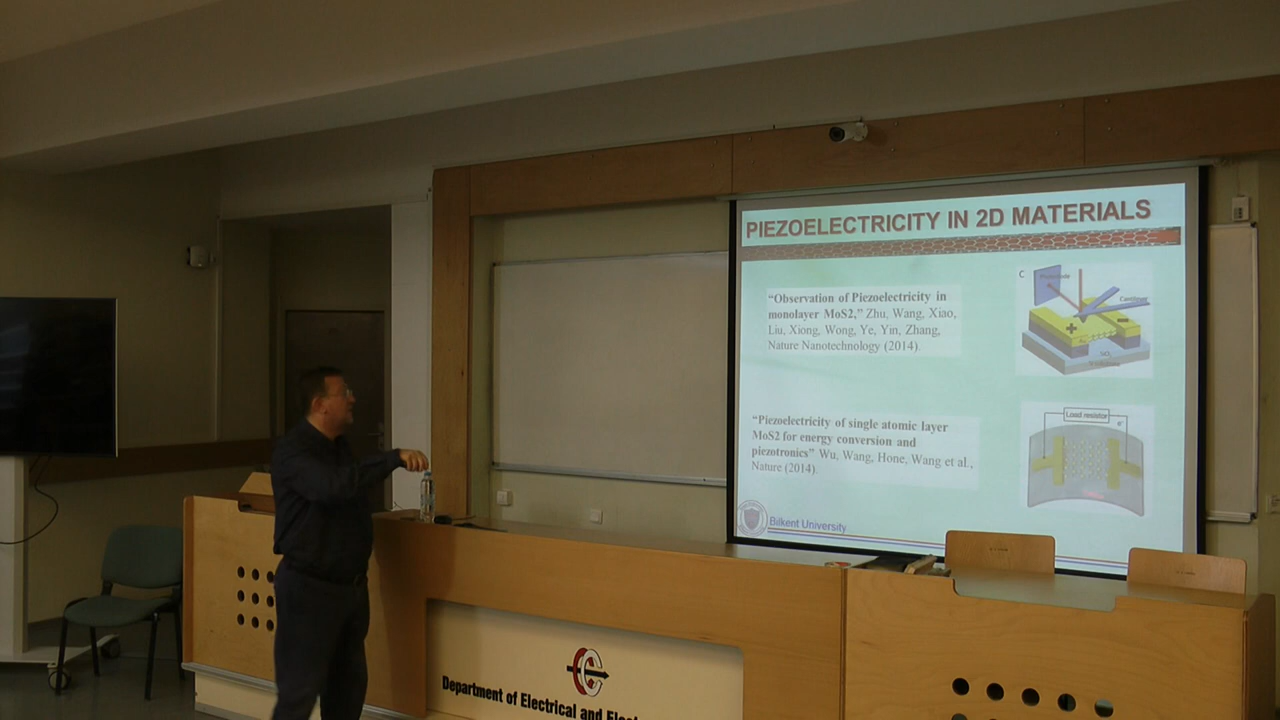 PIEZOELECTRICITY IN 2D MATERIALS
“Observation of Piezoelectricity in
monolayer MoS2,” Zhu, Wang, Xiao,
Liu, Xiong, Wong, Ye, Yin, Zhang,
Nature Nanotechnology (2014).
C
Cantilever
“Piezoelectricity of single atomic layer
MoS2 for energy conversion and
piezotronics” Wu, Wang, Hone, Wang et al.,
Nature (2014).
Load resistor
e-
Bilkent University
Department of Electrical and Elect